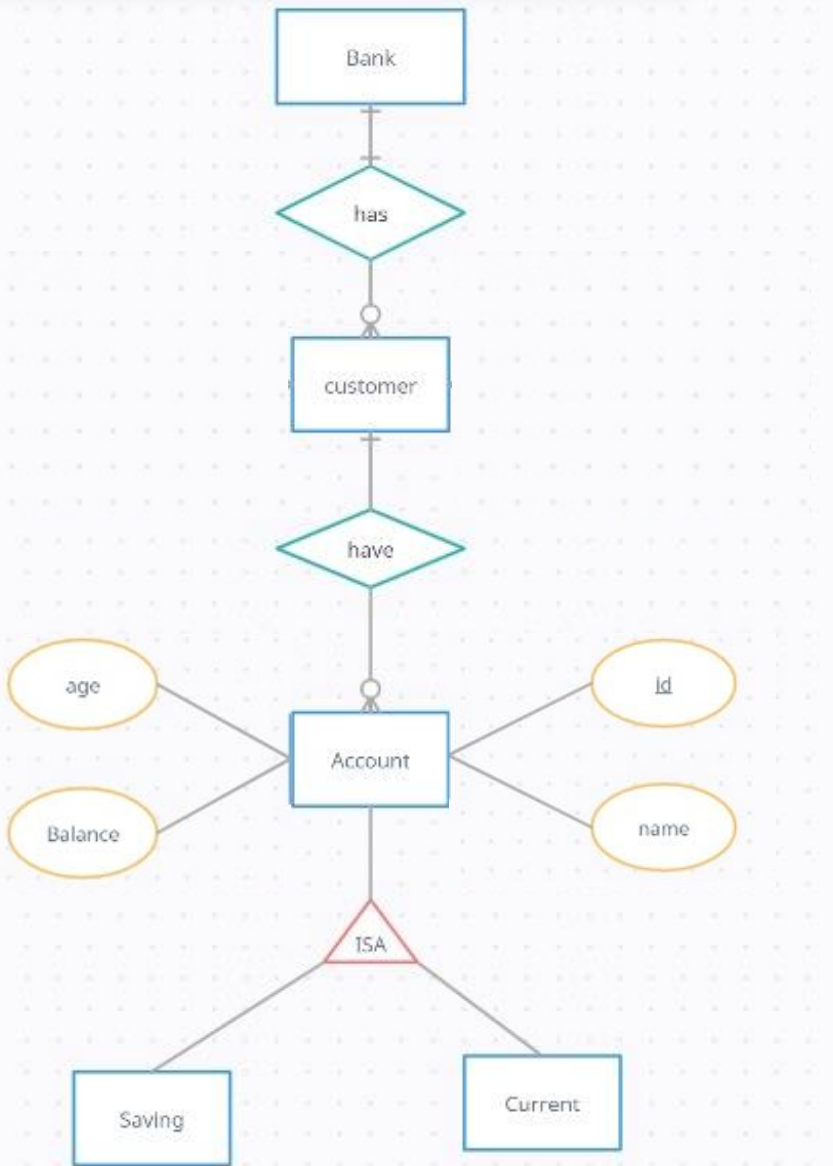 Bank
has
customer
have
age
id
Account
Balance
name
ISA
Saving
Current